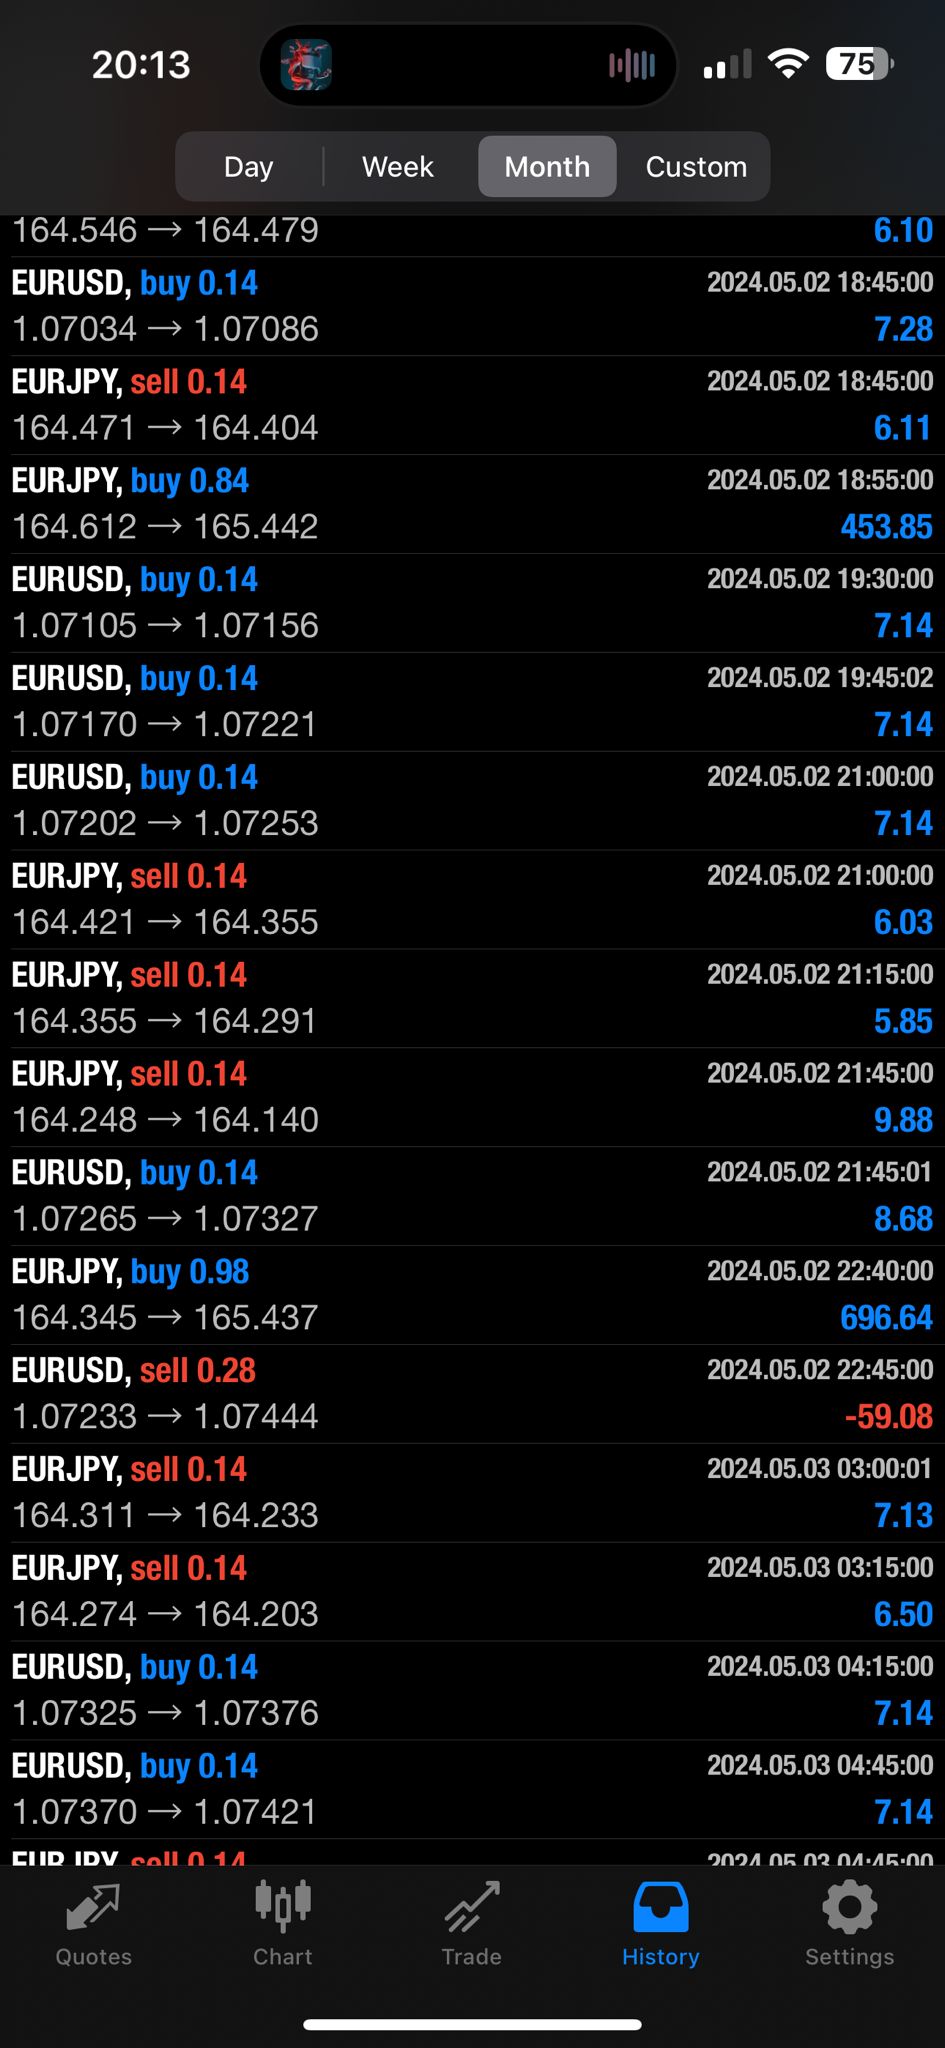 20:13
75
Day Week Month Custom
164.546 → 164.479 6.10
EURUSD, buy 0.14 2024.05.02 18:45:00
1.07034 → 1.07086 7.28
EURJPY, sell 0.14 2024.05.02 18:45:00
164.471 → 164.404 6.11
EURJPY, buy 0.84 2024.05.02 18:55:00
164.612 → 165.442 453.85
EURUSD, buy 0.14 2024.05.02 19:30:00
1.07105 → 1.07156 7.14
EURUSD, buy 0.14 2024.05.02 19:45:02
1.07170 → 1.07221 7.14
EURUSD, buy 0.14 2024.05.02 21:00:00
1.07202 → 1.07253 7.14
EURJPY, sell 0.14 2024.05.02 21:00:00
164.421 → 164.355 6.03
EURJPY, sell 0.14 2024.05.02 21:15:00
164.355 → 164.291 5.85
EURJPY, sell 0.14 2024.05.02 21:45:00
164.248 → 164.140 9.88
EURUSD, buy 0.14 2024.05.02 21:45:01
1.07265 → 1.07327 8.68
EURJPY, buy 0.98 2024.05.02 22:40:00
164.345 → 165.437 696.64
EURUSD, sell 0.28 2024.05.02 22:45:00
1.07233 → 1.07444 -59.08
EURJPY, sell 0.14 2024.05.03 03:00:01
164.311 → 164.233 7.13
EURJPY, sell 0.14 2024.05.03 03:15:00
164.274 → 164.203 6.50
EURUSD, buy 0.14 2024.05.03 04:15:00
1.07325 → 1.07376 7.14
EURUSD, buy 0.14 2024.05.03 04:45:00
1.07370 → 1.07421 7.14
EURJPY, sell 0.14 2024.05.03 04:45:00
Quotes Chart Trade History Settings